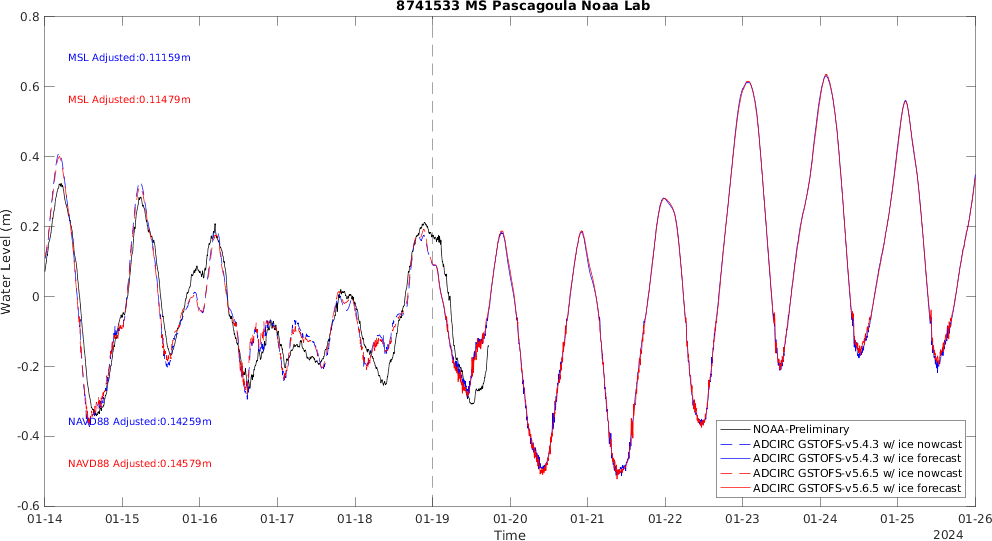 8741533 MS Pascagoula Noaa Lab
0.8
MSL Adjusted:0.11159m
0.6
MSL Adjusted:0.11479m
0.4
0.2
Water Level (m)
0
-0.2
NAVD88 Adjusted:0.14259m
-0.4
NAVD88 Adjusted:0.14579m
-0.6
NOAA-Preliminary
ADCIRC GSTOFS-v5.4.3 w/ ice nowcast
ADCIRC GSTOFS-v5.4.3 w/ ice forecast
ADCIRC GSTOFS-v5.6.5 w/ ice nowcast
ADCIRC GSTOFS-v5.6.5 w/ ice forecast
01-14 01-15 01-16 01-17 01-18 01-19 01-20 01-21 01-22 01-23 01-24 01-25 01-26
Time
2024